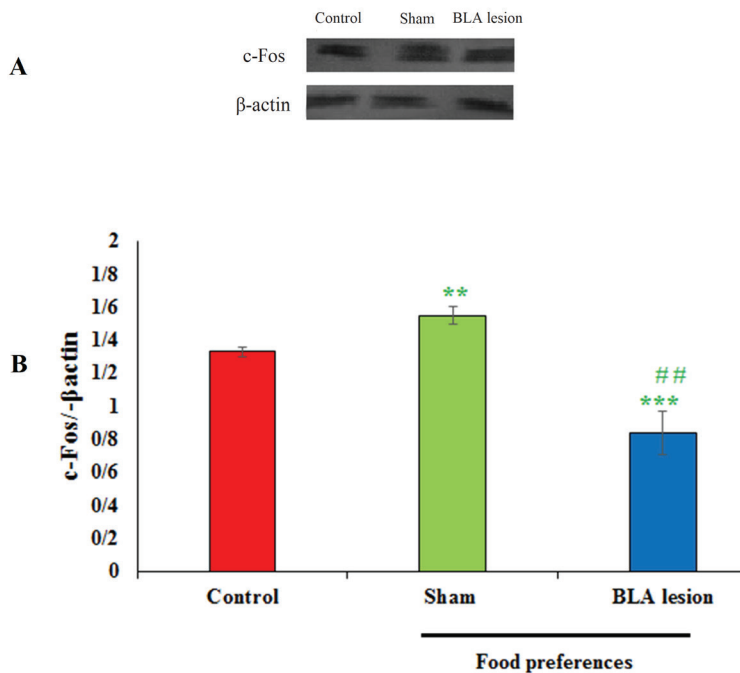 Control Sham BLA lesion
A
c-Fos
β-actin
B
c-Fos/-βactin
2
1/8
1/6
1/4
1/2
1
0/8
0/6
0/4
0/2
0
**
##
***
Control Sham BLA lesion
Food preferences